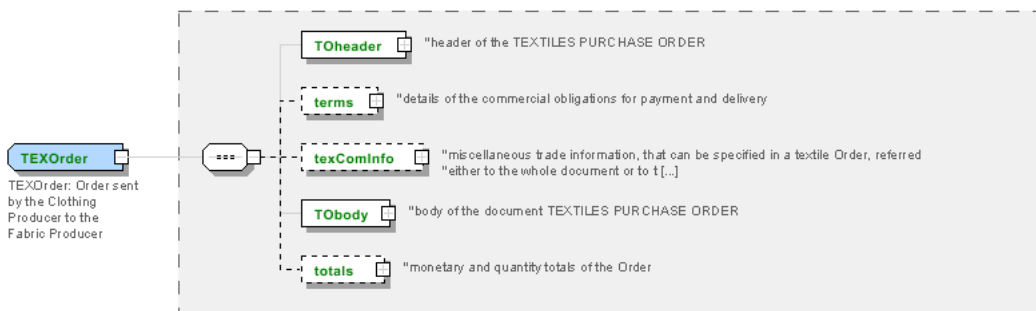 TOheader
"header of the TEXTILES PURCHASE ORDER
terms
"details of the commercial obligations for payment and delivery
TEXOrder
texComInfo
"miscellaneous trade information, that can be specified in a textile Order, referred
"either to the whole document or to t [...]
TEXOrder: Order sent
by the Clothing
Producer to the
Fabric Producer
TObody
"body of the document TEXTILES PURCHASE ORDER
totals
"monetary and quantity totals of the Order